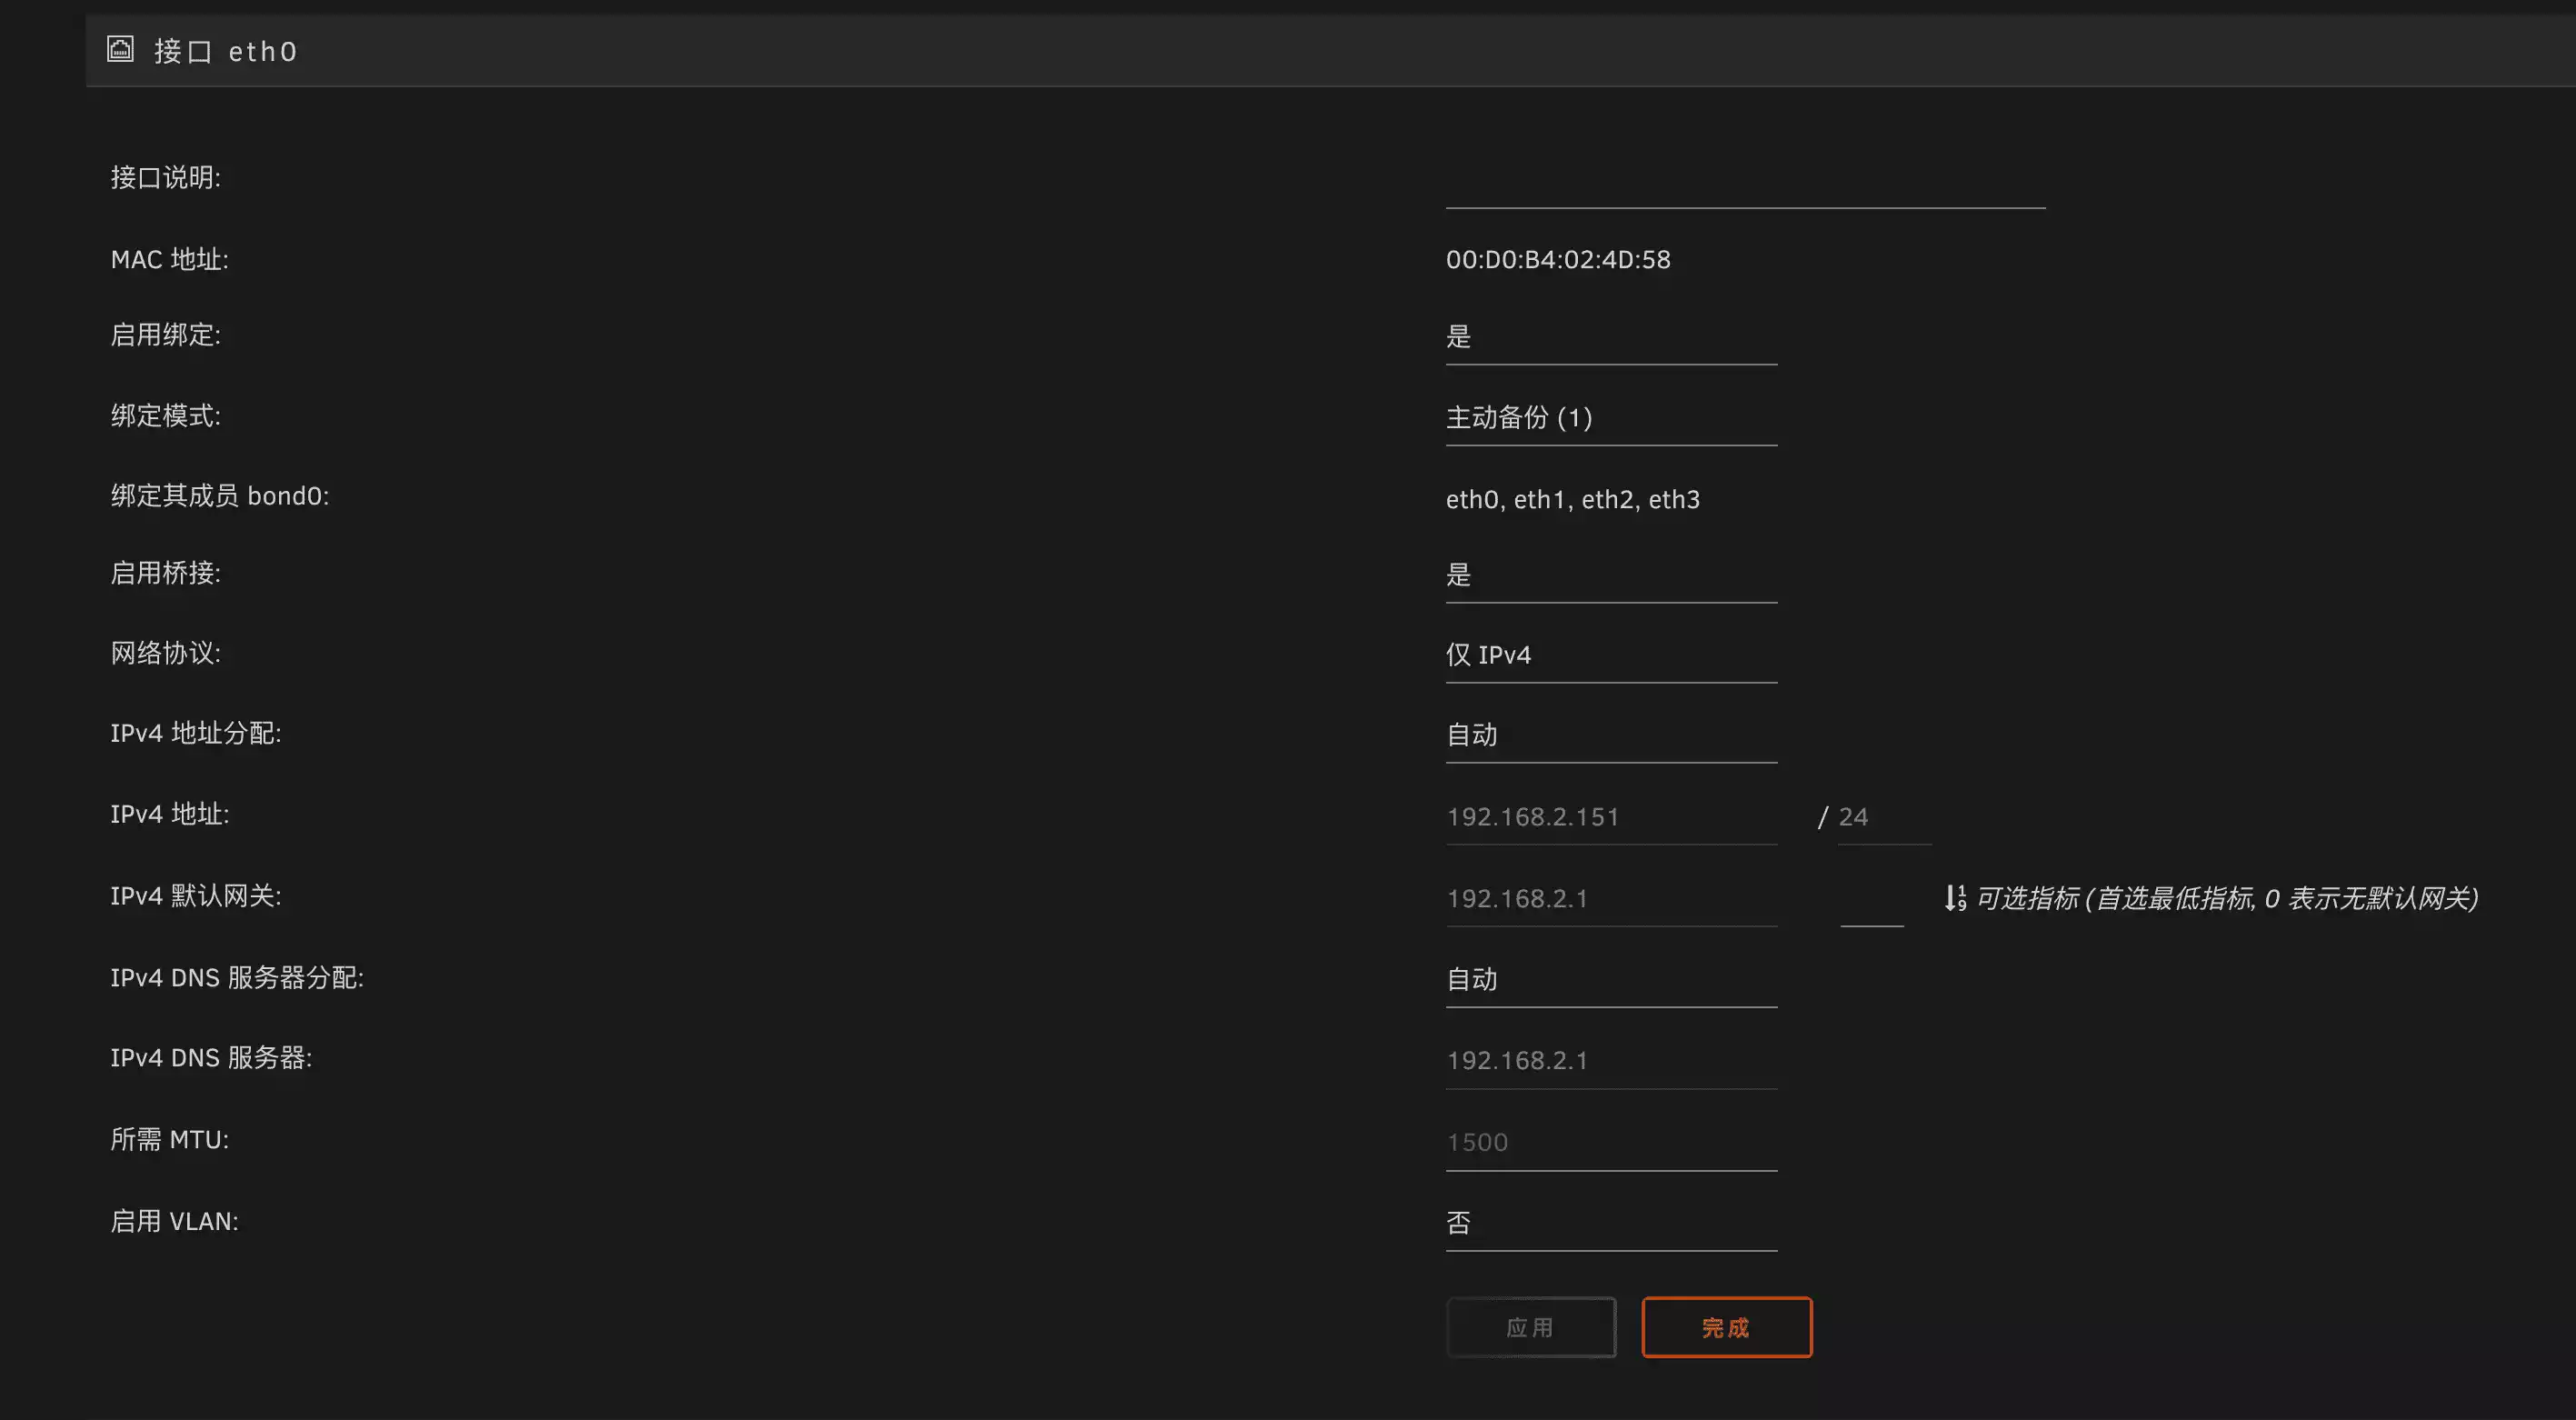 接口 eth0
接口说明:
MAC 地址: 00:D0:B4:02:4D:58
启用绑定: 是
绑定模式: 主动备份 (1)
绑定其成员 bond0: eth0, eth1, eth2, eth3
启用桥接: 是
网络协议: 仅 IPv4
IPv4 地址分配: 自动
IPv4 地址: 192.168.2.151 / 24
IPv4 默认网关: 192.168.2.1 可选指标 (首选最低指标, 0 表示无默认网关)
IPv4 DNS 服务器分配: 自动
IPv4 DNS 服务器: 192.168.2.1
所需 MTU: 1500
启用 VLAN: 否
应用 完成